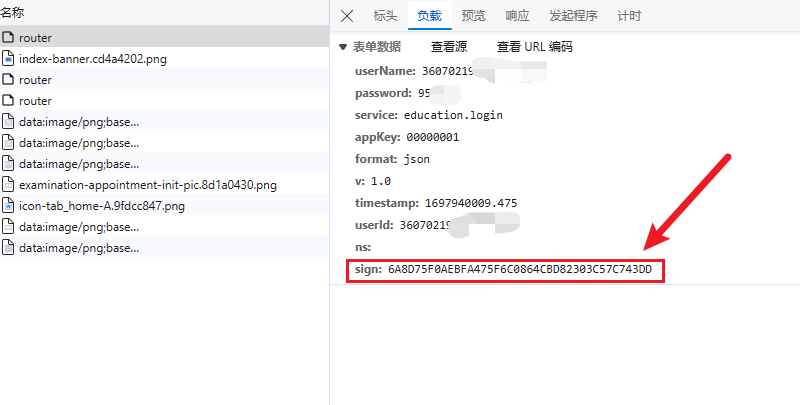 名称
router
index-banner.cd4a4202.png
router
router
data:image/png;base...
data:image/png;base...
data:image/png;base...
examination-appointment-init-pic.8d1a0430.png
icon-tab_home-A.9fdcc847.png
data:image/png;base...
data:image/png;base...
标头 负载 预览 响应 发起程序 计时
表单数据 查看源 查看 URL 编码
userName: 36070219
password: 95
service: education.login
appKey: 00000001
format: json
v: 1.0
timestamp: 1697940009.475
userId: 36070219
ns:
sign: 6A8D75F0AEBFA475F6C0864CBD82303C57C743DD